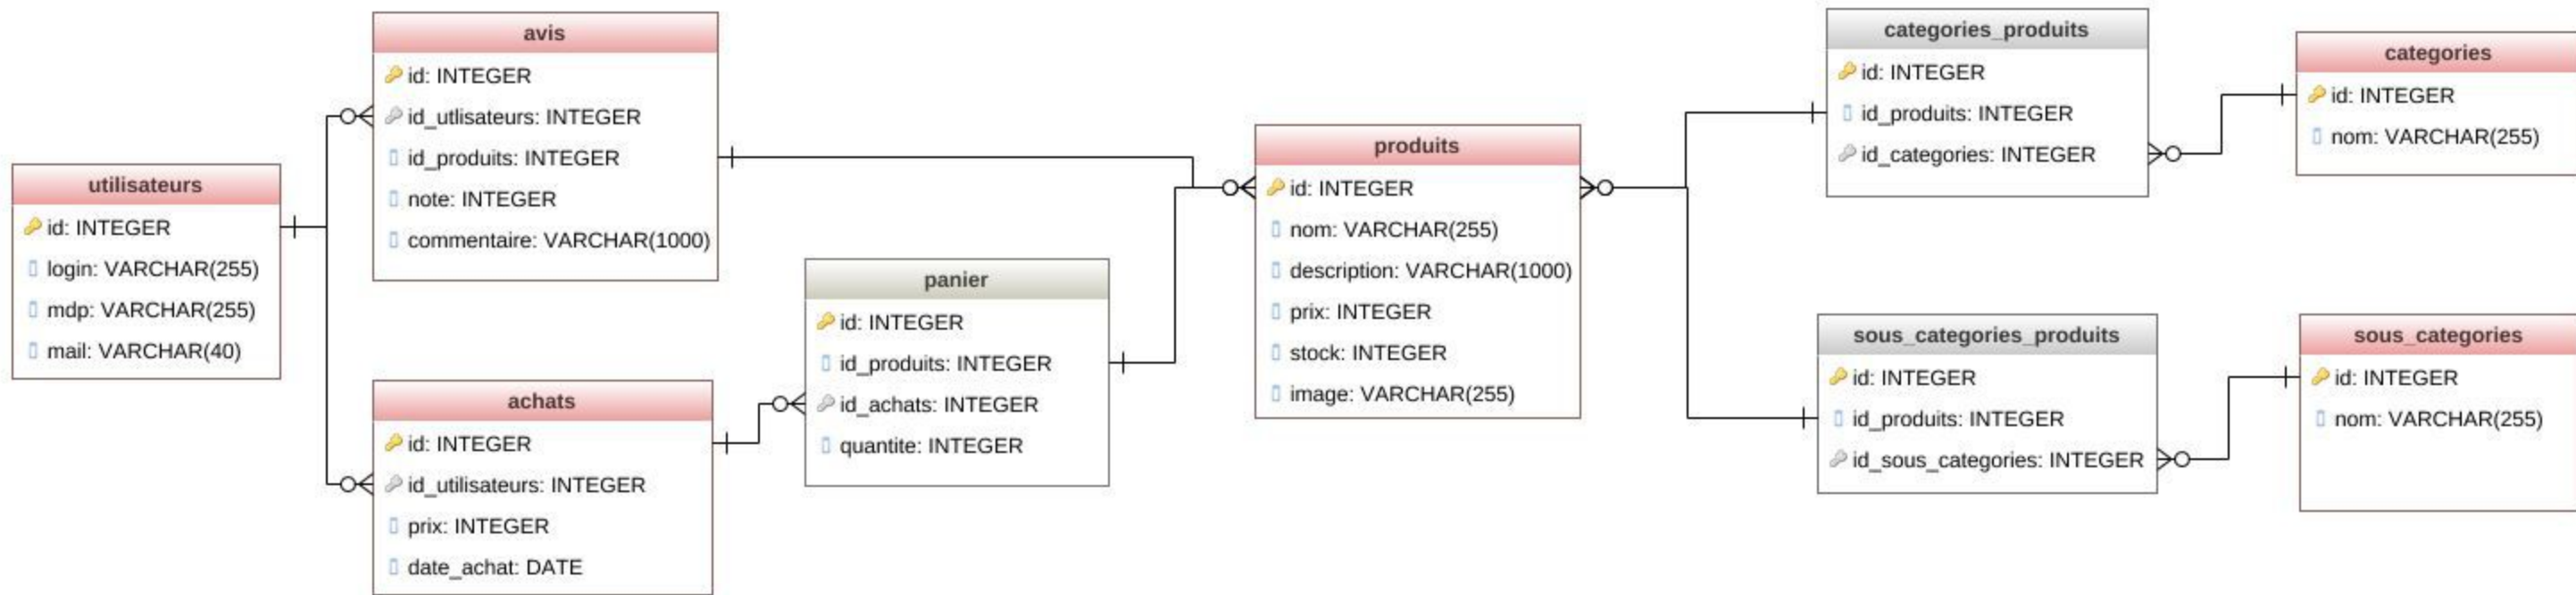 utilisateurs
id: INTEGER
login: VARCHAR(255)
mdp: VARCHAR(255)
mail: VARCHAR(40)
avis
id: INTEGER
id_utlisateurs: INTEGER
id_produits: INTEGER
note: INTEGER
commentaire: VARCHAR(1000)
achats
id: INTEGER
id_utilisateurs: INTEGER
prix: INTEGER
date_achat: DATE
panier
id: INTEGER
id_produits: INTEGER
id_achats: INTEGER
quantite: INTEGER
produits
id: INTEGER
nom: VARCHAR(255)
description: VARCHAR(1000)
prix: INTEGER
stock: INTEGER
image: VARCHAR(255)
categories_produits
id: INTEGER
id_produits: INTEGER
id_categories: INTEGER
categories
id: INTEGER
nom: VARCHAR(255)
sous_categories_produits
id: INTEGER
id_produits: INTEGER
id_sous_categories: INTEGER
sous_categories
id: INTEGER
nom: VARCHAR(255)